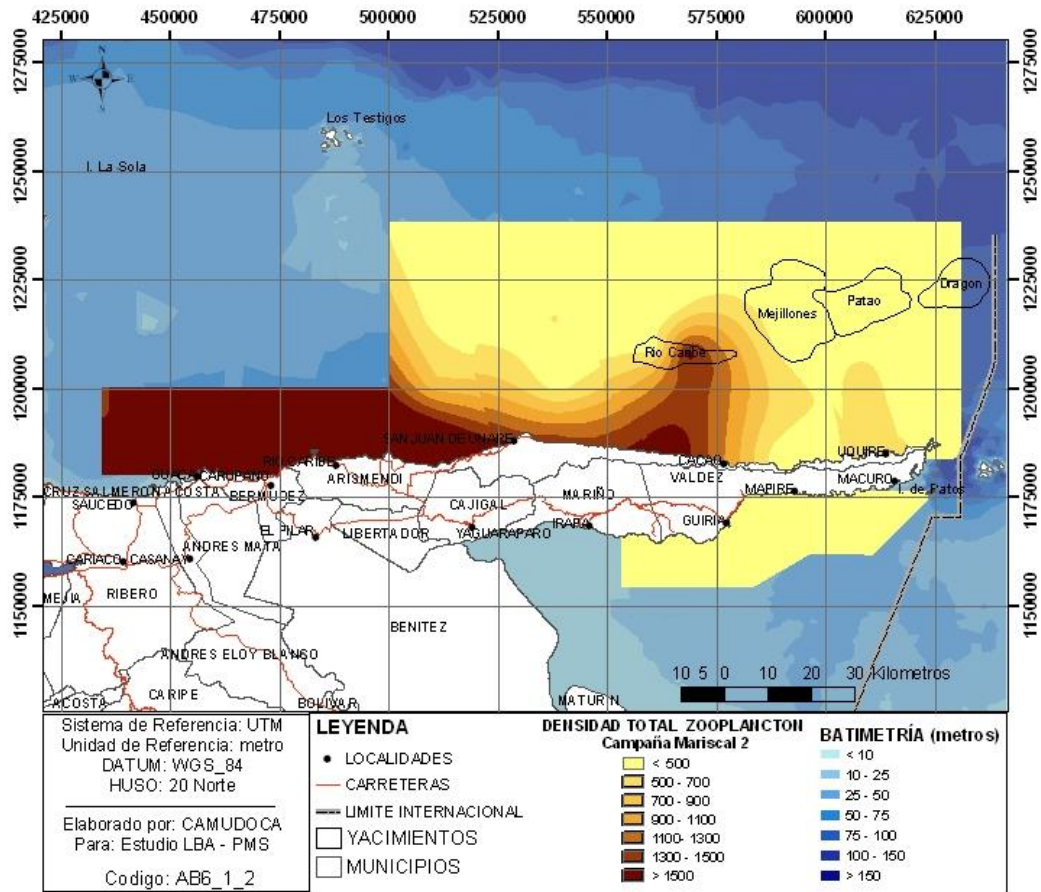 425000 450000 475000 500000 525000 550000 575000 600000 625000
1275000 1275000
N
W E
S
Los Testigos
I. La Sola
1250000 1250000
1225000 1225000
Dragon
Patao
Mejillones
Rio Caribe
1200000 1200000
SAN JUAN DE UNARE
UQUIRE
RIO CARIBE
CACAO
GUACA CARUPANO
ARISMENDI
VALDEZ
MACURO
CRUZ SALMERON ACOSTA
BERMUDEZ
MARIÑO
MAPIRE
I. de Patos
1175000 1175000
SAUCEDO
CAJIGAL
EL PILAR
LIBERTADOR
YAGUARAPARO
IRAPA
GUIRIA
ANDRES MATA
CARIACO
CASANAY
MEJIA
RIBERO
1150000 1150000
BENITEZ
ANDRES ELOY BLANCO
CARIPE
ACOSTA
BOLIVAR
MATURIN
10 5 0 10 20 30 Kilometros
Sistema de Referencia: UTM
Unidad de Referencia: metro
DATUM: WGS_84
HUSO: 20 Norte
Elaborado por: CAMUDOCA
Para: Estudio LBA - PMS
Codigo: AB6_1_2
LEYENDA
LOCALIDADES
CARRETERAS
LIMITE INTERNACIONAL
YACIMIENTOS
MUNICIPIOS
DENSIDAD TOTAL ZOOPLANCTON
Campaña Mariscal 2
< 500
500 - 700
700 - 900
900 - 1100
1100- 1300
1300 - 1500
> 1500
BATIMETRÍA (metros)
< 10
10 - 25
25 - 50
50 - 75
75 - 100
100 - 150
> 150